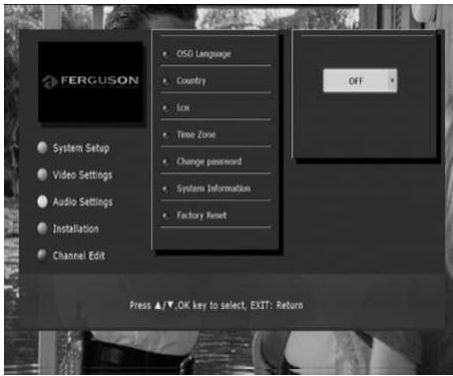 FERGUSON
System Setup
Video Settings
Audio Settings
Installation
Channel Edit
OSD Language
Country
Lcn
Time Zone
Change password
System Information
Factory Reset
OFF
Press ▲/▼,OK key to select, EXIT: Return